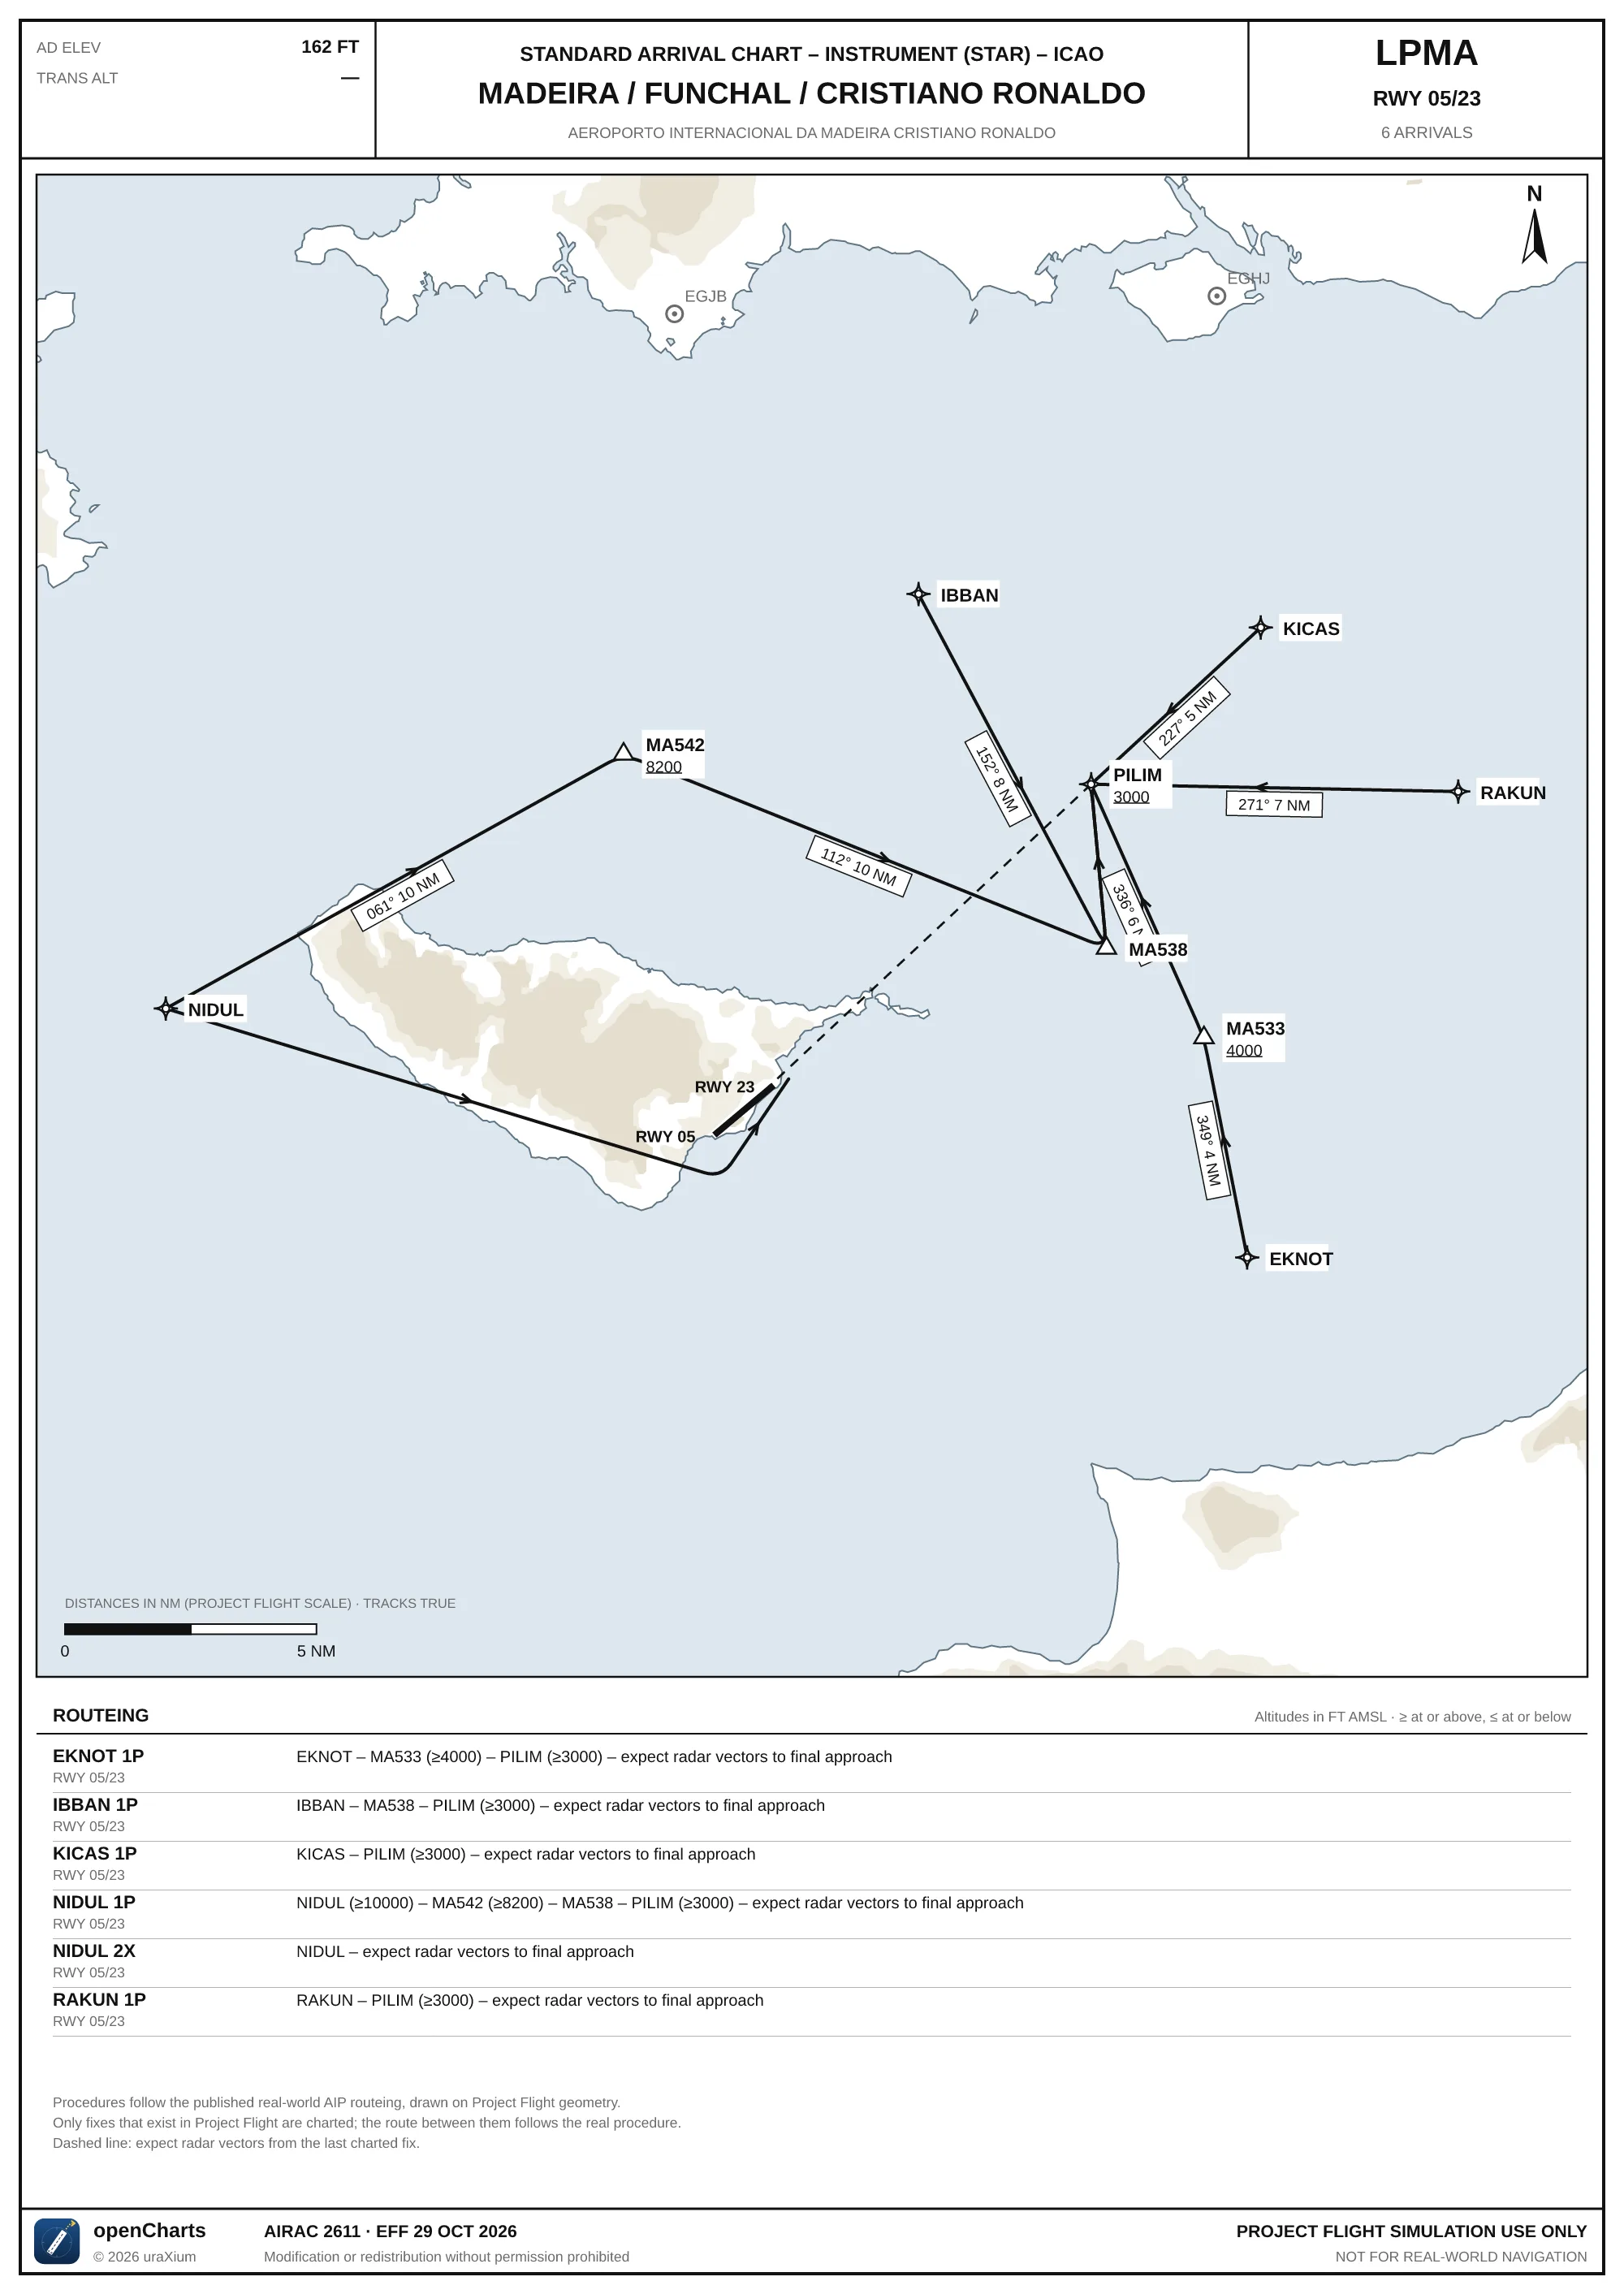 AD ELEV 162 FT
TRANS ALT —
STANDARD ARRIVAL CHART – INSTRUMENT (STAR) – ICAO
MADEIRA / FUNCHAL / CRISTIANO RONALDO
AEROPORTO INTERNACIONAL DA MADEIRA CRISTIANO RONALDO
LPMA
RWY 05/23
6 ARRIVALS
N
EGJB
EGHJ
IBBAN
KICAS
227° 5 NM
MA542
8200
152° 8 NM
PILIM
3000
271° 7 NM
RAKUN
061° 10 NM
112° 10 NM
336° 6
MA538
NIDUL
MA533
4000
RWY 23
RWY 05
349° 4 NM
EKNOT
DISTANCES IN NM (PROJECT FLIGHT SCALE) · TRACKS TRUE
0 5 NM
ROUTEING Altitudes in FT AMSL · ≥ at or above, ≤ at or below
EKNOT 1P EKNOT – MA533 (≥4000) – PILIM (≥3000) – expect radar vectors to final approach
RWY 05/23
IBBAN 1P IBBAN – MA538 – PILIM (≥3000) – expect radar vectors to final approach
RWY 05/23
KICAS 1P KICAS – PILIM (≥3000) – expect radar vectors to final approach
RWY 05/23
NIDUL 1P NIDUL (≥10000) – MA542 (≥8200) – MA538 – PILIM (≥3000) – expect radar vectors to final approach
RWY 05/23
NIDUL 2X NIDUL – expect radar vectors to final approach
RWY 05/23
RAKUN 1P RAKUN – PILIM (≥3000) – expect radar vectors to final approach
RWY 05/23
Procedures follow the published real-world AIP routeing, drawn on Project Flight geometry.
Only fixes that exist in Project Flight are charted; the route between them follows the real procedure.
Dashed line: expect radar vectors from the last charted fix.
openCharts
© 2026 uraXium
AIRAC 2611 · EFF 29 OCT 2026
Modification or redistribution without permission prohibited
PROJECT FLIGHT SIMULATION USE ONLY
NOT FOR REAL-WORLD NAVIGATION